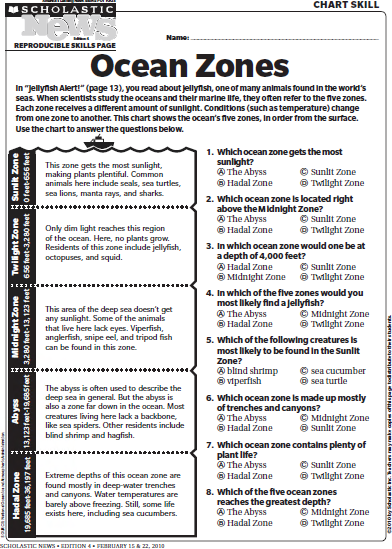 CHART SKILL
SCHOLASTIC
News
Edition 4
REPRODUCIBLE SKILLS PAGE
Name:
Ocean Zones
In "Jellyfish Alert!" (page 13), you read about jellyfish, one of many animals found in the world's
seas. When scientists study the oceans and their marine life, they often refer to the five zones.
Each zone receives a different amount of sunlight. Conditions (such as temperature) change
from one zone to another. This chart shows the ocean's five zones, in order from the surface.
Use the chart to answer the questions below.
Sunlit Zone
0 feet-656 feet
This zone gets the most sunlight,
making plants plentiful. Common
animals here include seals, sea turtles,
sea lions, manta rays, and sharks.
Twilight Zone
656 feet-3,280 feet
Only dim light reaches this region
of the ocean. Here, no plants grow.
Residents of this zone include jellyfish,
octopuses, and squid.
Midnight Zone
3,280 feet-13,123 feet
This area of the deep sea doesn't get
any sunlight. Some of the animals
that live here lack eyes. Viperfish,
anglerfish, snipe eel, and tripod fish
can be found in this zone.
Abyss
13,123 feet-19,685 feet
The abyss is often used to describe the
deep sea in general. But the abyss is
also a zone far down in the ocean. Most
creatures living here lack a backbone,
like sea spiders. Other residents include
blind shrimp and hagfish.
Hadal Zone
19,685 feet-36,197 feet
Extreme depths of this ocean zone are
found mostly in deep-water trenches
and canyons. Water temperatures are
barely above freezing. Still, some life
exists here, including sea cucumbers.
1. Which ocean zone gets the most
sunlight?
A The Abyss C Sunlit Zone
B Hadal Zone D Twilight Zone
2. Which ocean zone is located right
above the Midnight Zone?
A The Abyss C Sunlit Zone
B Hadal Zone D Twilight Zone
3. In which ocean zone would one be at
a depth of 4,000 feet?
A Hadal Zone C Sunlit Zone
B Midnight Zone D Twilight Zone
4. In which of the five zones would you
most likely find a jellyfish?
A The Abyss C Midnight Zone
B Hadal Zone D Twilight Zone
5. Which of the following creatures is
most likely to be found in the Sunlit
Zone?
A blind shrimp C sea cucumber
B viperfish D sea turtle
6. Which ocean zone is made up mostly
of trenches and canyons?
A The Abyss C Midnight Zone
B Hadal Zone D Sunlit Zone
7. Which ocean zone contains plenty of
plant life?
A The Abyss C Sunlit Zone
B Hadal Zone D Twilight Zone
8. Which of the five ocean zones
reaches the greatest depth?
A The Abyss C Midnight Zone
B Hadal Zone D Twilight Zone
SCHOLASTIC NEWS • EDITION 4 • FEBRUARY 15 & 22, 2010